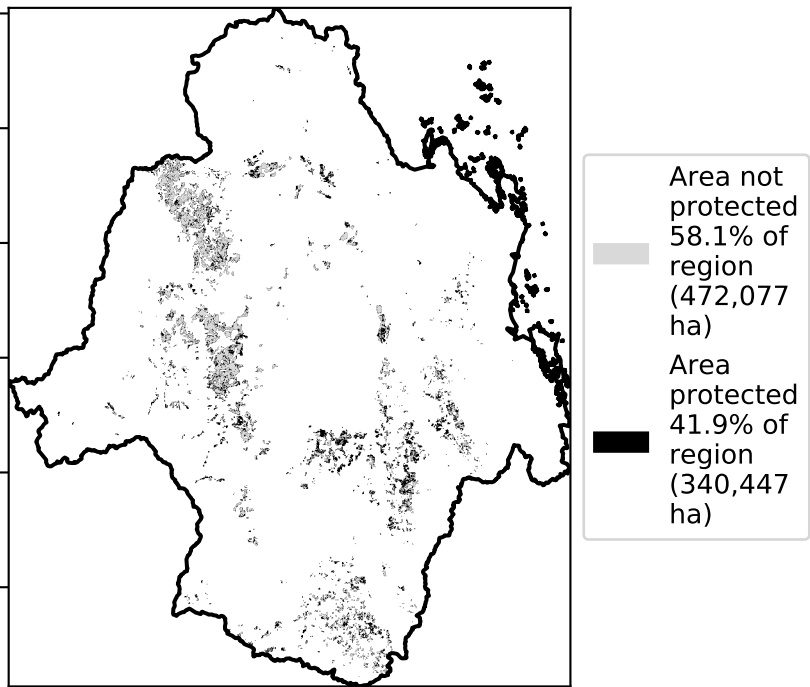 Area not
protected
58.1% of
region
(472,077
ha)
Area
protected
41.9% of
region
(340,447
ha)